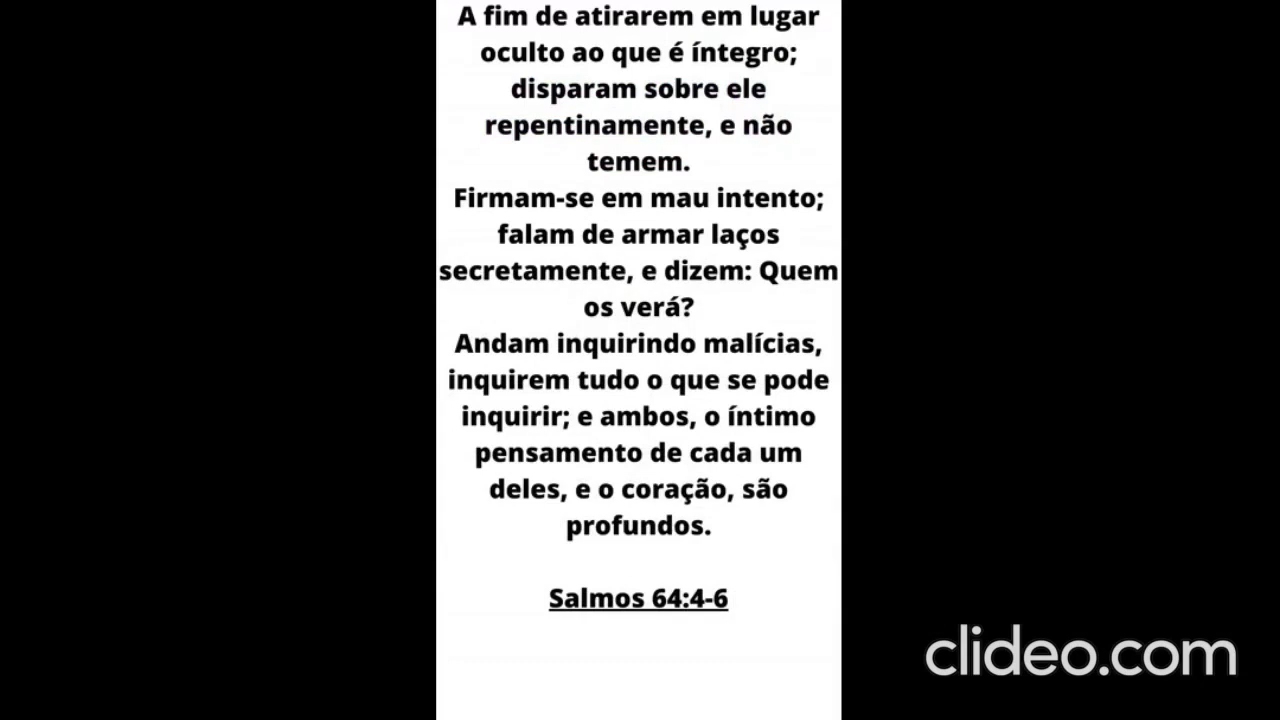 A fim de atirarem em lugar
oculto ao que é íntegro;
disparam sobre ele
repentinamente, e não
temem.
Firmam-se em mau intento;
falam de armar laços
secretamente, e dizem: Quem
os verá?
Andam inquirindo malícias,
inquirem tudo o que se pode
inquirir; e ambos, o íntimo
pensamento de cada um
deles, e o coração, são
profundos.
Salmos 64:4-6
clideo.com